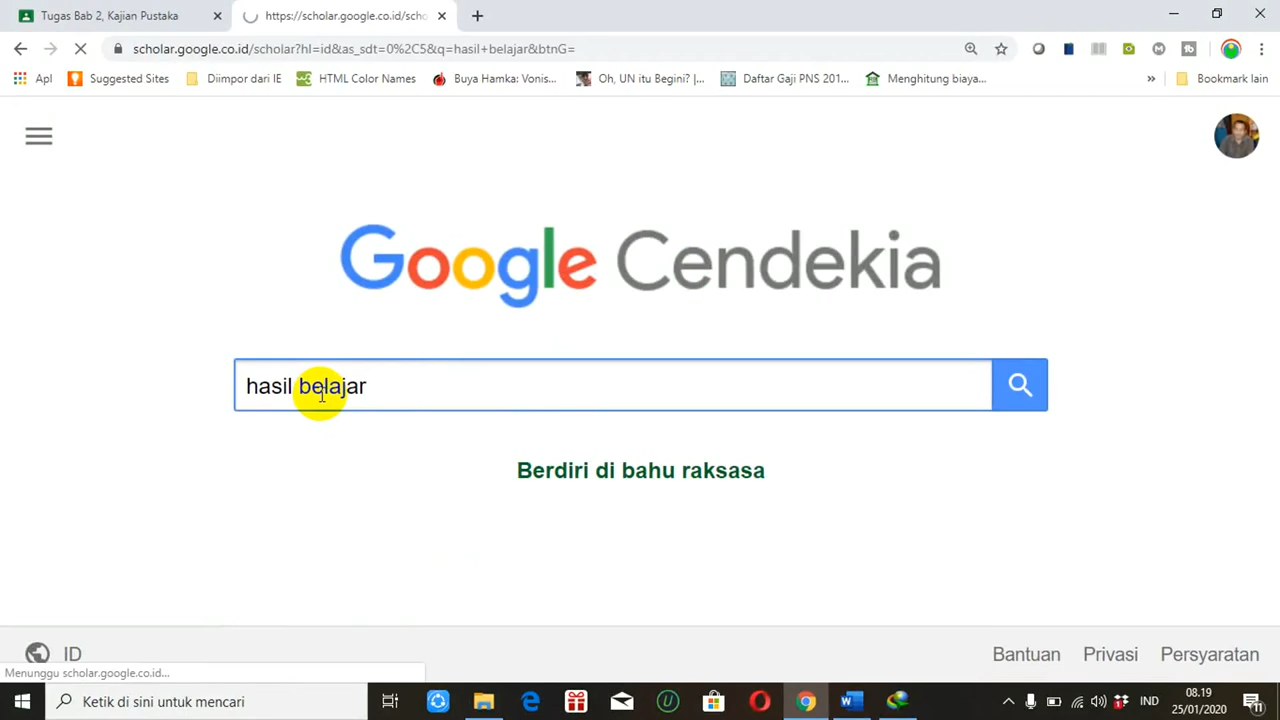 Tugas Bab 2, Kajian Pustaka
https://scholar.google.co.id/scho
scholar.google.co.id/scholar?hl=id&as_sdt=0%2C5&q=hasil+belajar&btnG=
Apl
Suggested Sites
Diimpor dari IE
HTML Color Names
Buya Hamka: Vonis...
Oh, UN itu Begini? |...
Daftar Gaji PNS 201...
Menghitung biaya...
»
Bookmark lain
Google Cendekia
hasil belajar
Berdiri di bahu raksasa
ID
Bantuan
Privasi
Persyaratan
Menunggu scholar.google.co.id...
Ketik di sini untuk mencari
IND
08.19
25/01/2020
11